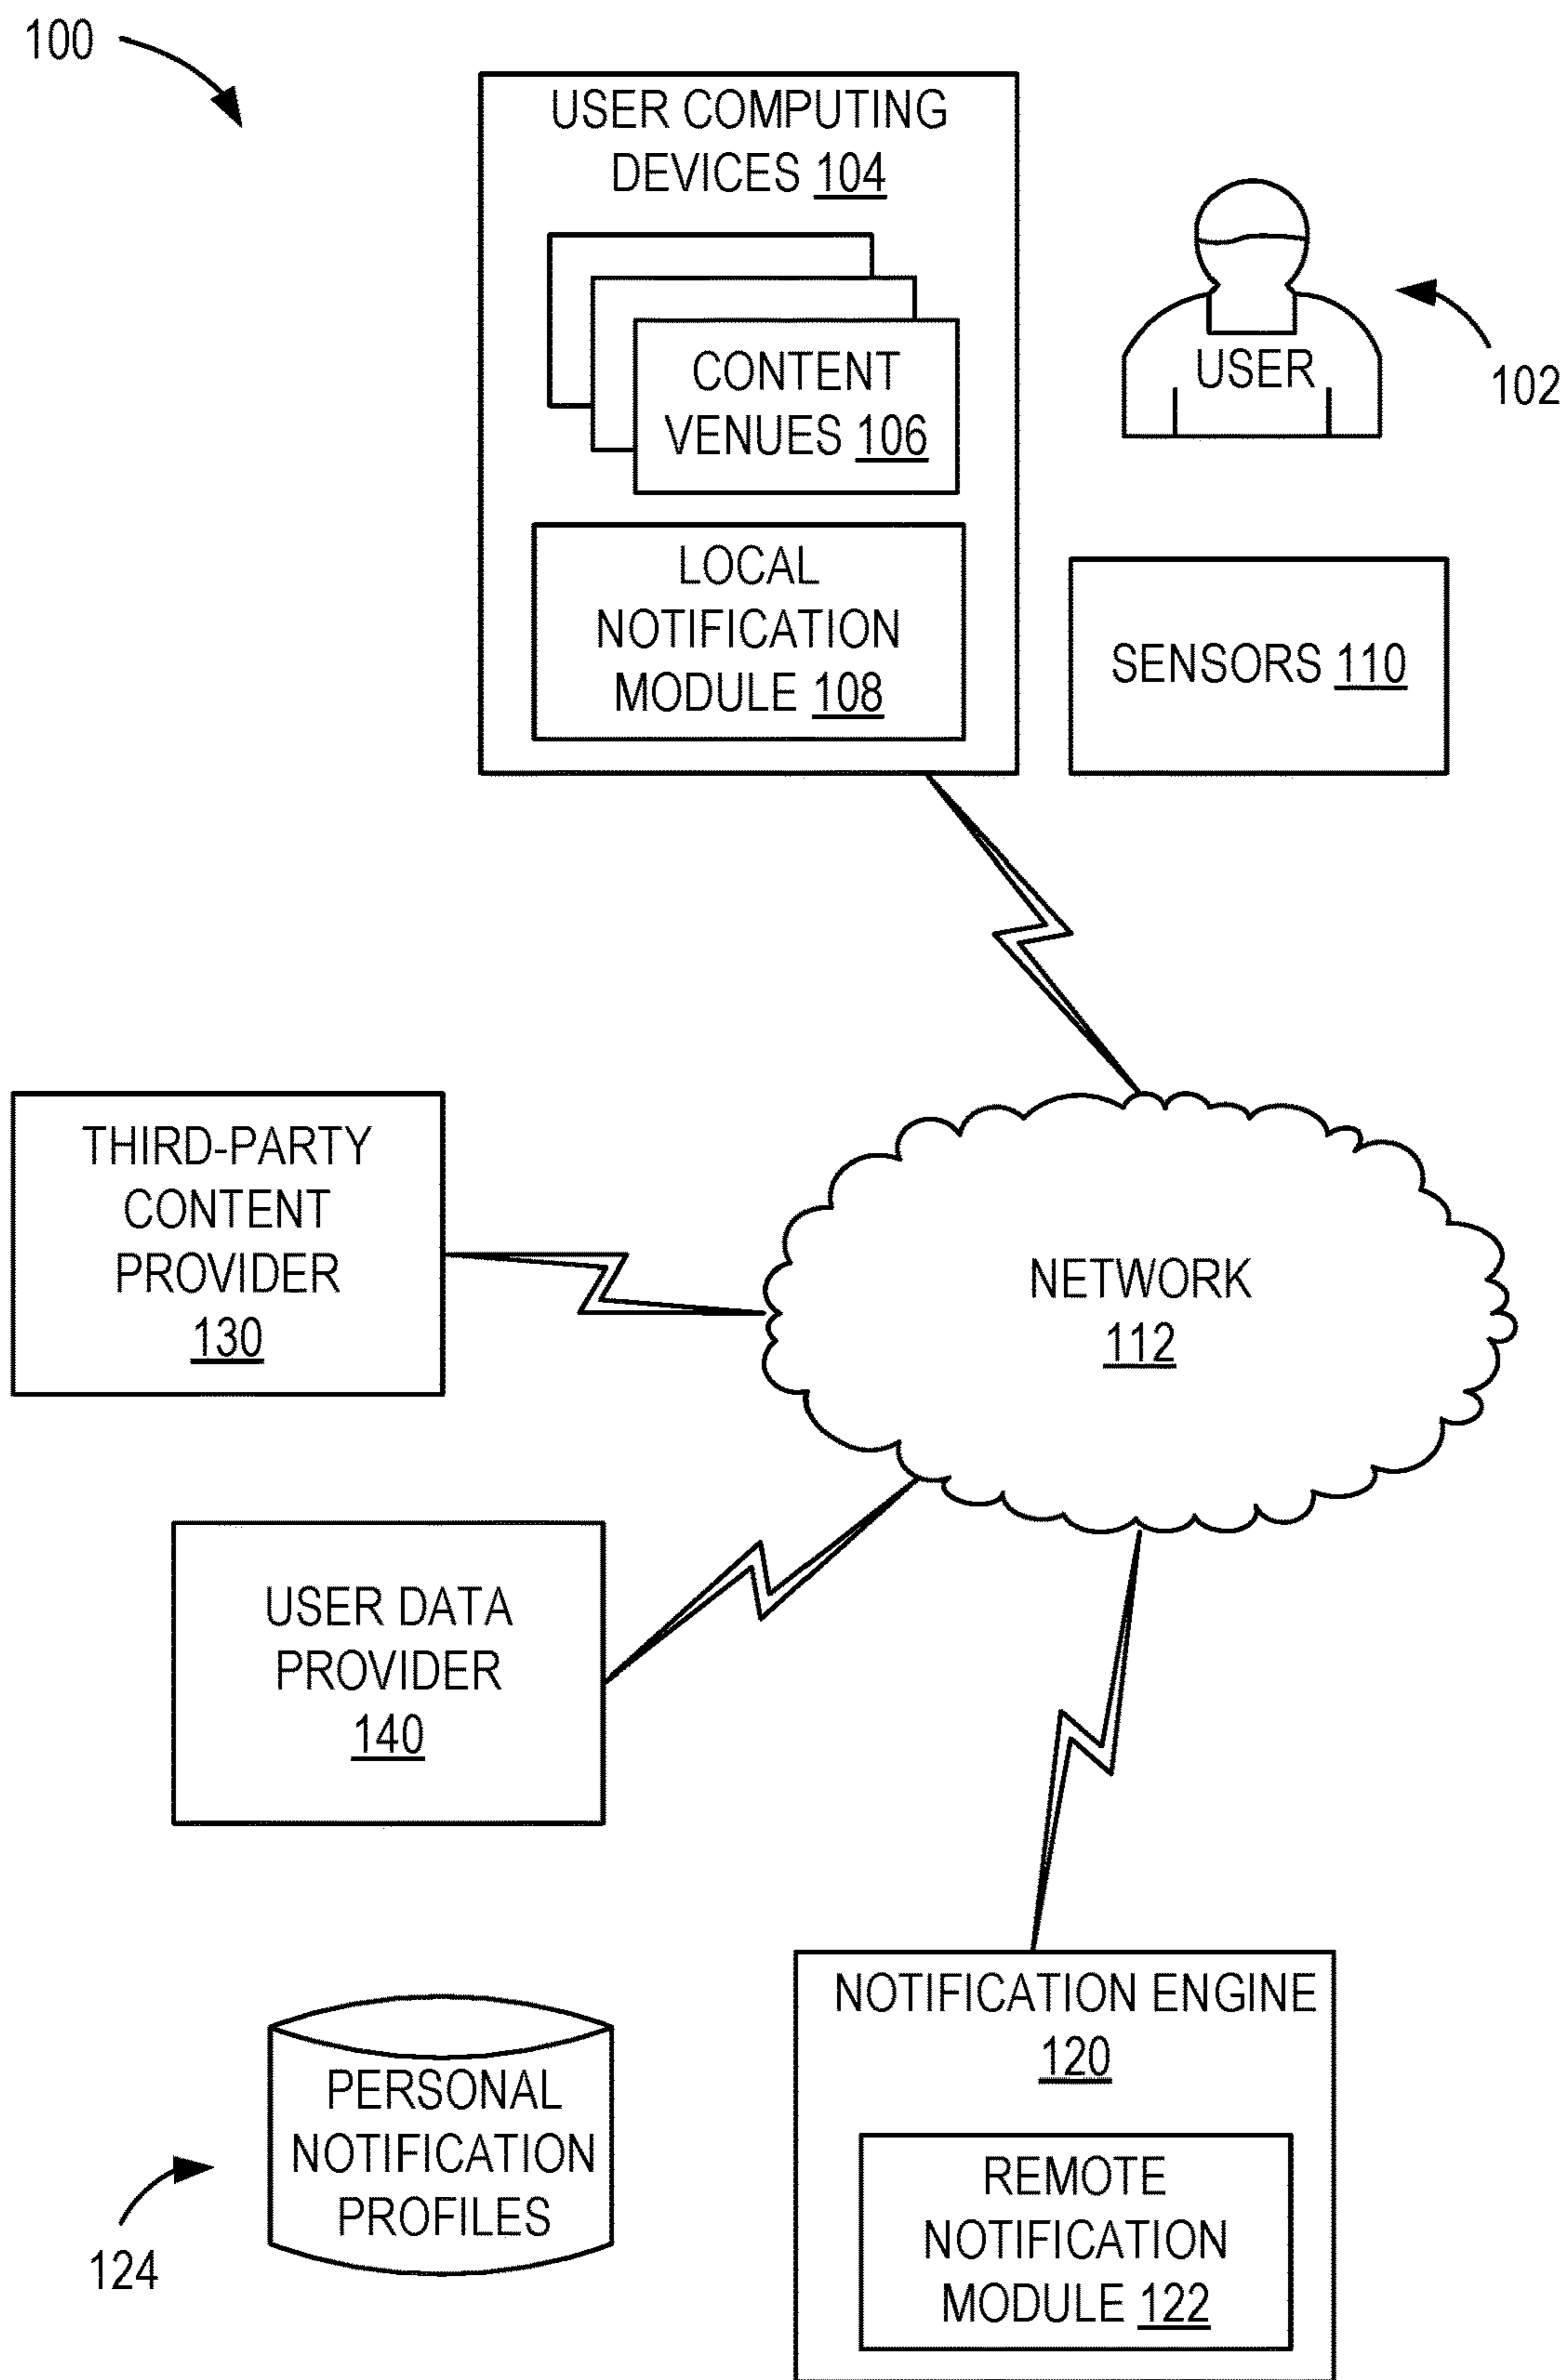 100
USER COMPUTING
DEVICES 104
CONTENT
VENUES 106
USER
102
LOCAL
NOTIFICATION
MODULE 108
SENSORS 110
THIRD-PARTY
CONTENT
PROVIDER
130
NETWORK
112
USER DATA
PROVIDER
140
NOTIFICATION ENGINE
120
PERSONAL
NOTIFICATION
PROFILES
124
REMOTE
NOTIFICATION
MODULE 122